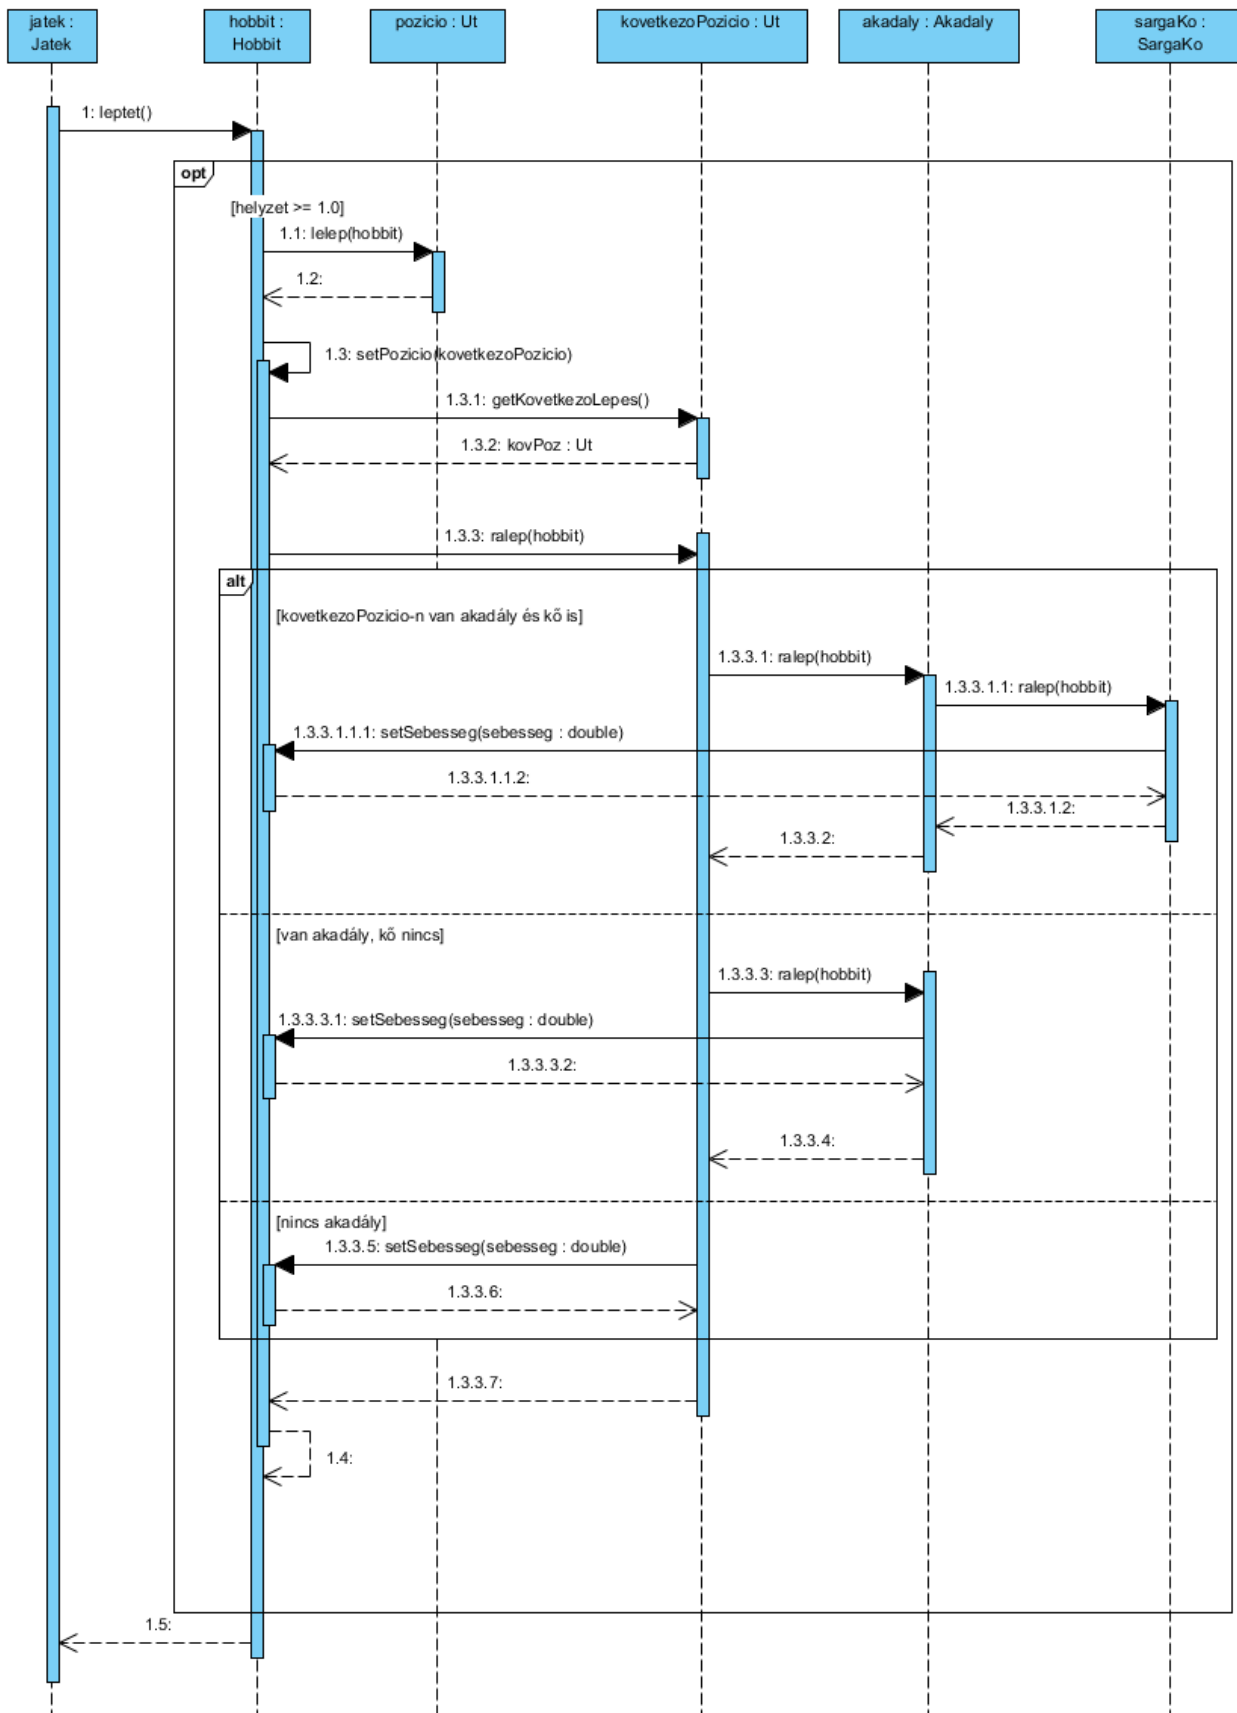 jatek :
Jatek
hobbit :
Hobbit
pozicio : Ut
kovetkezoPozicio : Ut
akadaly : Akadaly
sargaKo :
SargaKo
1: leptet()
opt
[helyzet >= 1.0]
1.1: lelep(hobbit)
1.2:
1.3: setPozicio(kovetkezoPozicio)
1.3.1: getKovetkezoLepes()
1.3.2: kovPoz : Ut
1.3.3: ralep(hobbit)
alt
[kovetkezoPozicio-n van akadály és kő is]
1.3.3.1: ralep(hobbit)
1.3.3.1.1: ralep(hobbit)
1.3.3.1.1.1: setSebesseg(sebesseg : double)
1.3.3.1.1.2:
1.3.3.1.2:
1.3.3.2:
[van akadály, kő nincs]
1.3.3.3: ralep(hobbit)
1.3.3.3.1: setSebesseg(sebesseg : double)
1.3.3.3.2:
1.3.3.4:
[nincs akadály]
1.3.3.5: setSebesseg(sebesseg : double)
1.3.3.6:
1.3.3.7:
1.4:
1.5: